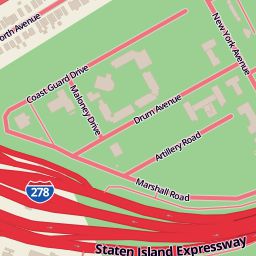 orth Avenue
New York Avenue
Coast Guard Drive
Maloney Drive
Drum Avenue
Artillery Road
Marshall Road
278
Staten Island Expressway